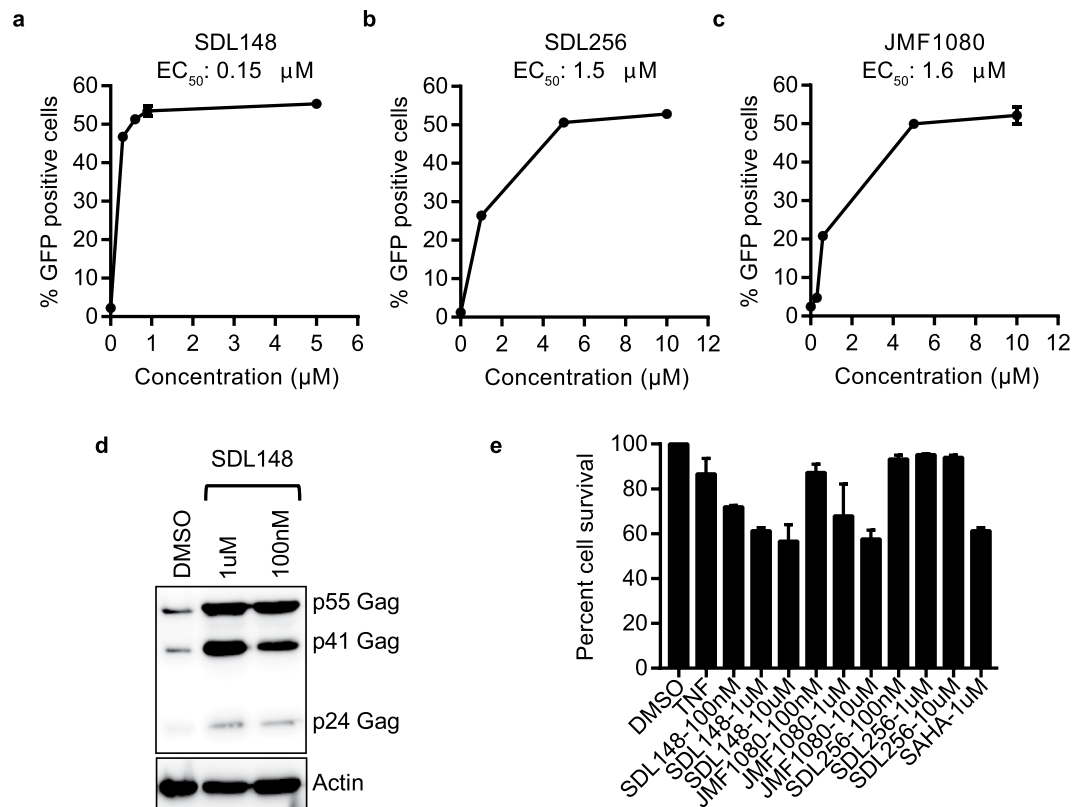 a
SDL148
EC50: 0.15 μM
60
50
40
30
20
10
0
% GFP positive cells
0 1 2 3 4 5 6
Concentration (μM)
b
SDL256
EC50: 1.5 μM
60
50
40
30
20
10
0
% GFP positive cells
0 2 4 6 8 10 12
Concentration (μM)
c
JMF1080
EC50: 1.6 μM
60
50
40
30
20
10
0
% GFP positive cells
0 2 4 6 8 10 12
Concentration (μM)
d
SDL148
DMSO
1uM
100nM
p55 Gag
p41 Gag
p24 Gag
Actin
e
100
80
60
40
20
0
Percent cell survival
DMSO
TNF
SDL148-100nM
SDL148-1uM
SDL148-10uM
JMF1080-100nM
JMF1080-1uM
JMF1080-10uM
SDL256-100nM
SDL256-1uM
SDL256-10uM
SAHA-1uM